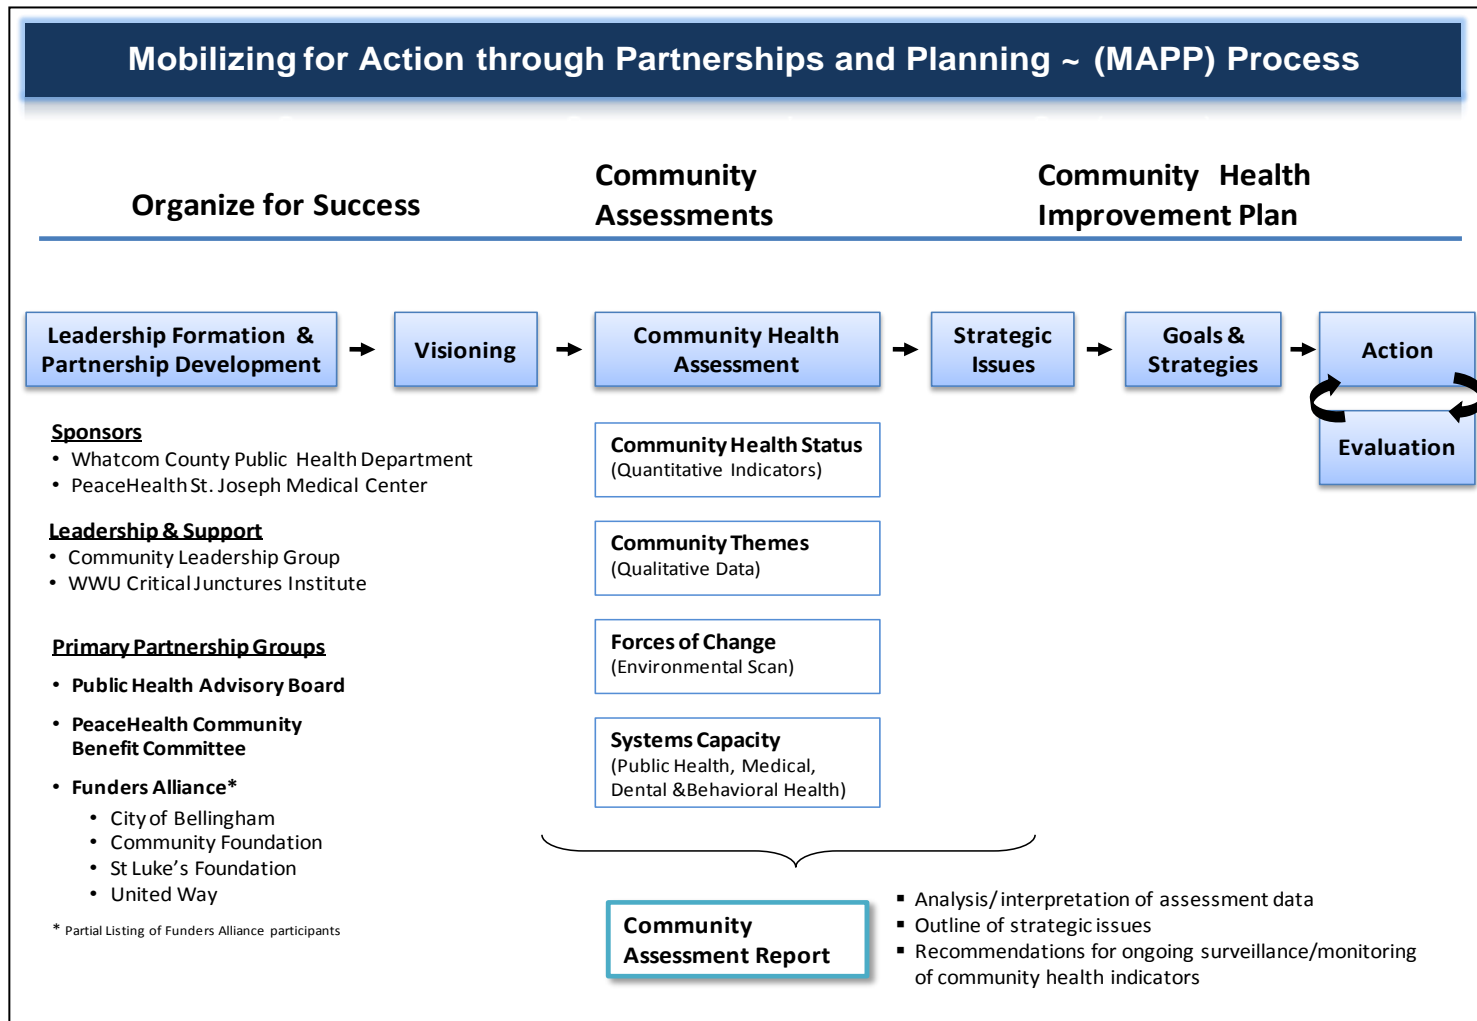 Mobilizing for Action through Partnerships and Planning ~ (MAPP) Process
Organize for Success
Community
Assessments
Community Health
Improvement Plan
Leadership Formation &
Partnership Development
Visioning
Community Health
Assessment
Strategic
Issues
Goals &
Strategies
Action
Evaluation
Sponsors
• Whatcom County Public Health Department
• PeaceHealth St. Joseph Medical Center
Leadership & Support
• Community Leadership Group
• WWU Critical Junctures Institute
Primary Partnership Groups
• Public Health Advisory Board
• PeaceHealth Community
Benefit Committee
• Funders Alliance*
• City of Bellingham
• Community Foundation
• St Luke’s Foundation
• United Way
* Partial Listing of Funders Alliance participants
Community Health Status
(Quantitative Indicators)
Community Themes
(Qualitative Data)
Forces of Change
(Environmental Scan)
Systems Capacity
(Public Health, Medical,
Dental &Behavioral Health)
Community
Assessment Report
▪ Analysis/interpretation of assessment data
▪ Outline of strategic issues
▪ Recommendations for ongoing surveillance/monitoring
of community health indicators